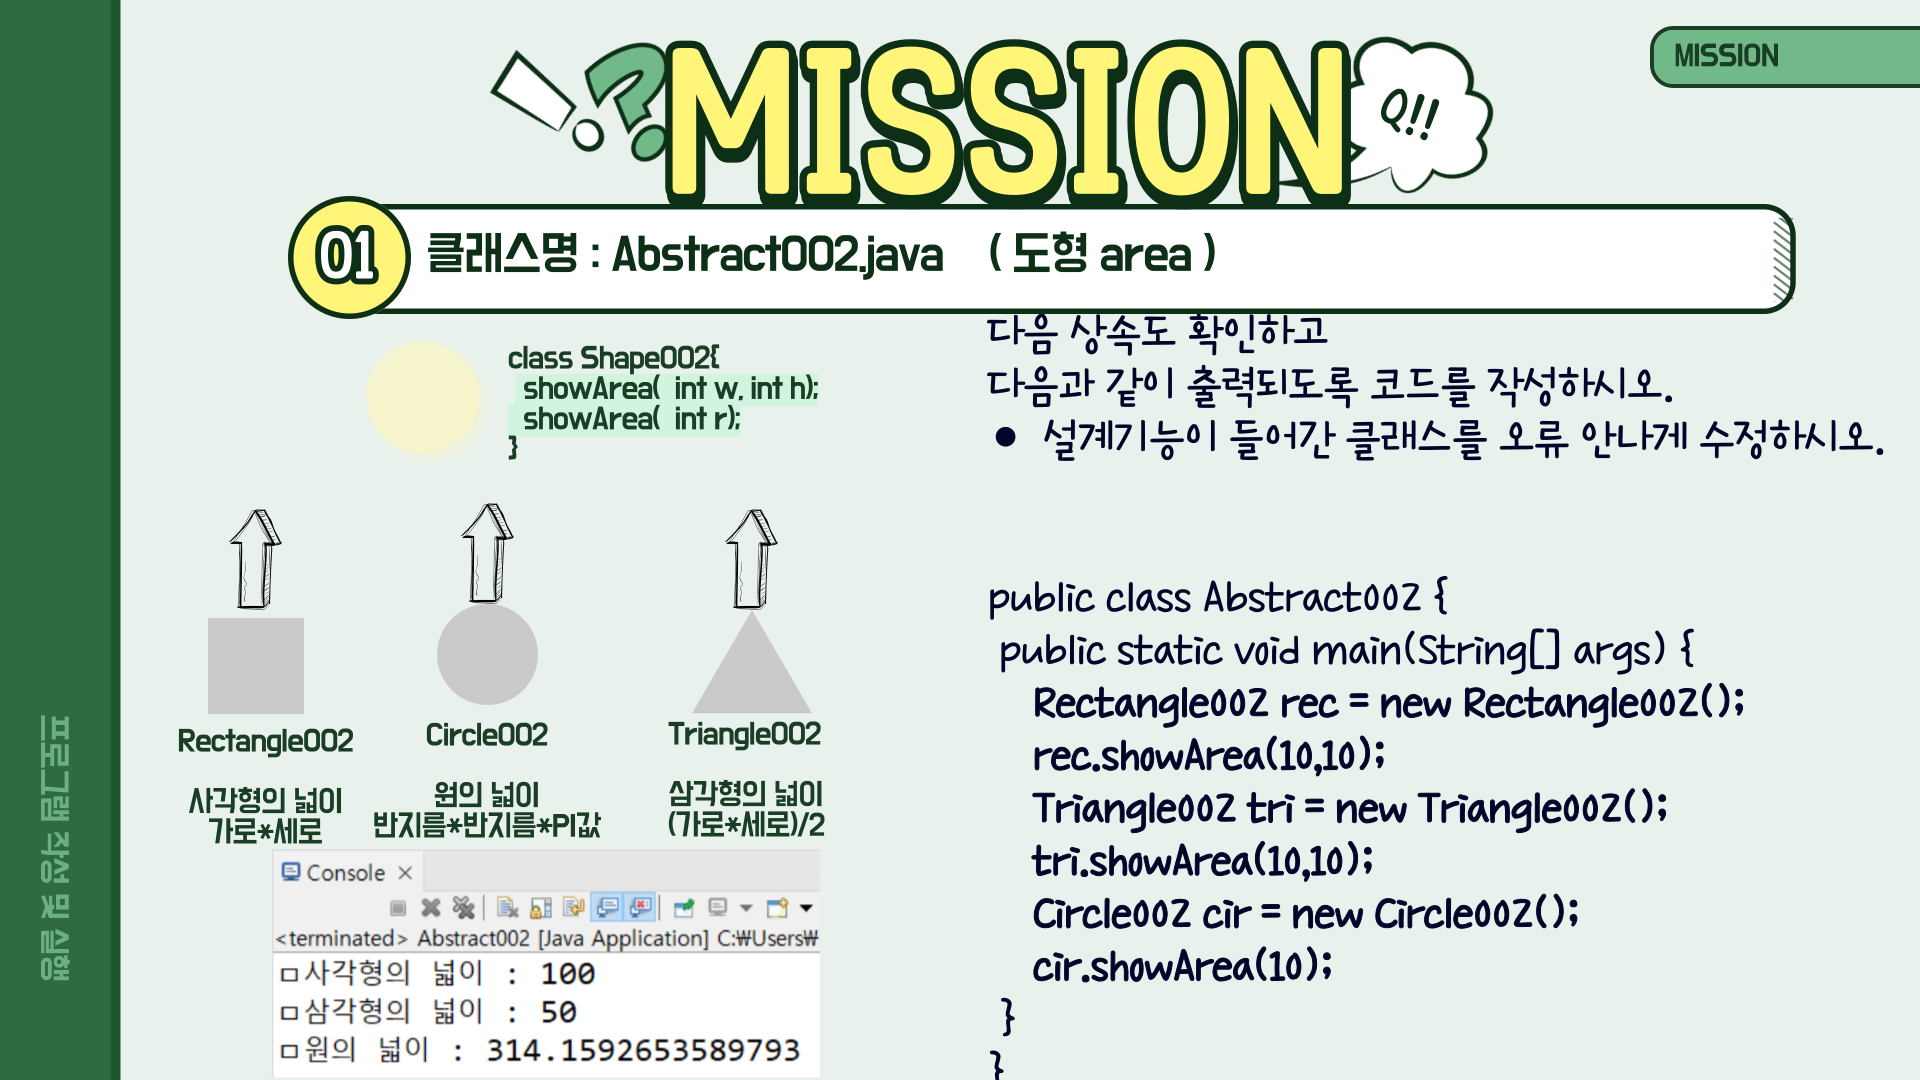 MISSION
MISSION
Q!!
01
클래스명 : Abstract002.java ( 도형 area )
class Shape002{
showArea( int w, int h);
showArea( int r);
}
다음 상속도 확인하고
다음과 같이 출력되도록 코드를 작성하시오.
● 설계기능이 들어간 클래스를 오류 안나게 수정하시오.
Rectangle002
사각형의 넓이
가로*세로
Circle002
원의 넓이
반지름*반지름*PI값
Triangle002
삼각형의 넓이
(가로*세로)/2
public class Abstract002 {
public static void main(String[] args) {
Rectangle002 rec = new Rectangle002();
rec.showArea(10,10);
Triangle002 tri = new Triangle002();
tri.showArea(10,10);
Circle002 cir = new Circle002();
cir.showArea(10);
}
}
Console
<terminated> Abstract002 [Java Application] C:₩Users₩
ㅁ사각형의 넓이 : 100
ㅁ삼각형의 넓이 : 50
ㅁ원의 넓이 : 314.1592653589793
프로그램 작성 및 실행